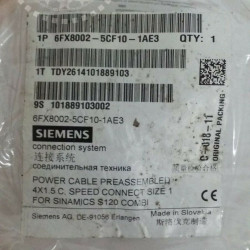 1P 6FX8002-5CF10-1AE3 QTY: 1
1T TDY2614101889103
9S 101889103002
6FX8002-5CF10-1AE3
SIEMENS
connection system
连接系统
соединительная техника
ORIGINAL PACKING
POWER CABLE PREASSEMBLED
4X1.5 C, SPEED CONNECT SIZE 1
FOR SINAMICS S120 COMBI
Siemens AG, DE-91056 Erlangen
Made in Slovakia